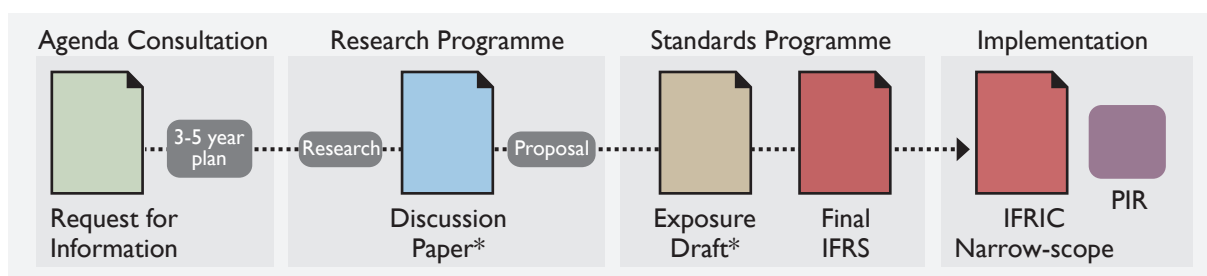 Agenda Consultation
Research Programme
Standards Programme
Implementation
3-5 year
plan
Research
Proposal
Request for
Information
Discussion
Paper*
Exposure
Draft*
Final
IFRS
IFRIC
Narrow-scope
PIR